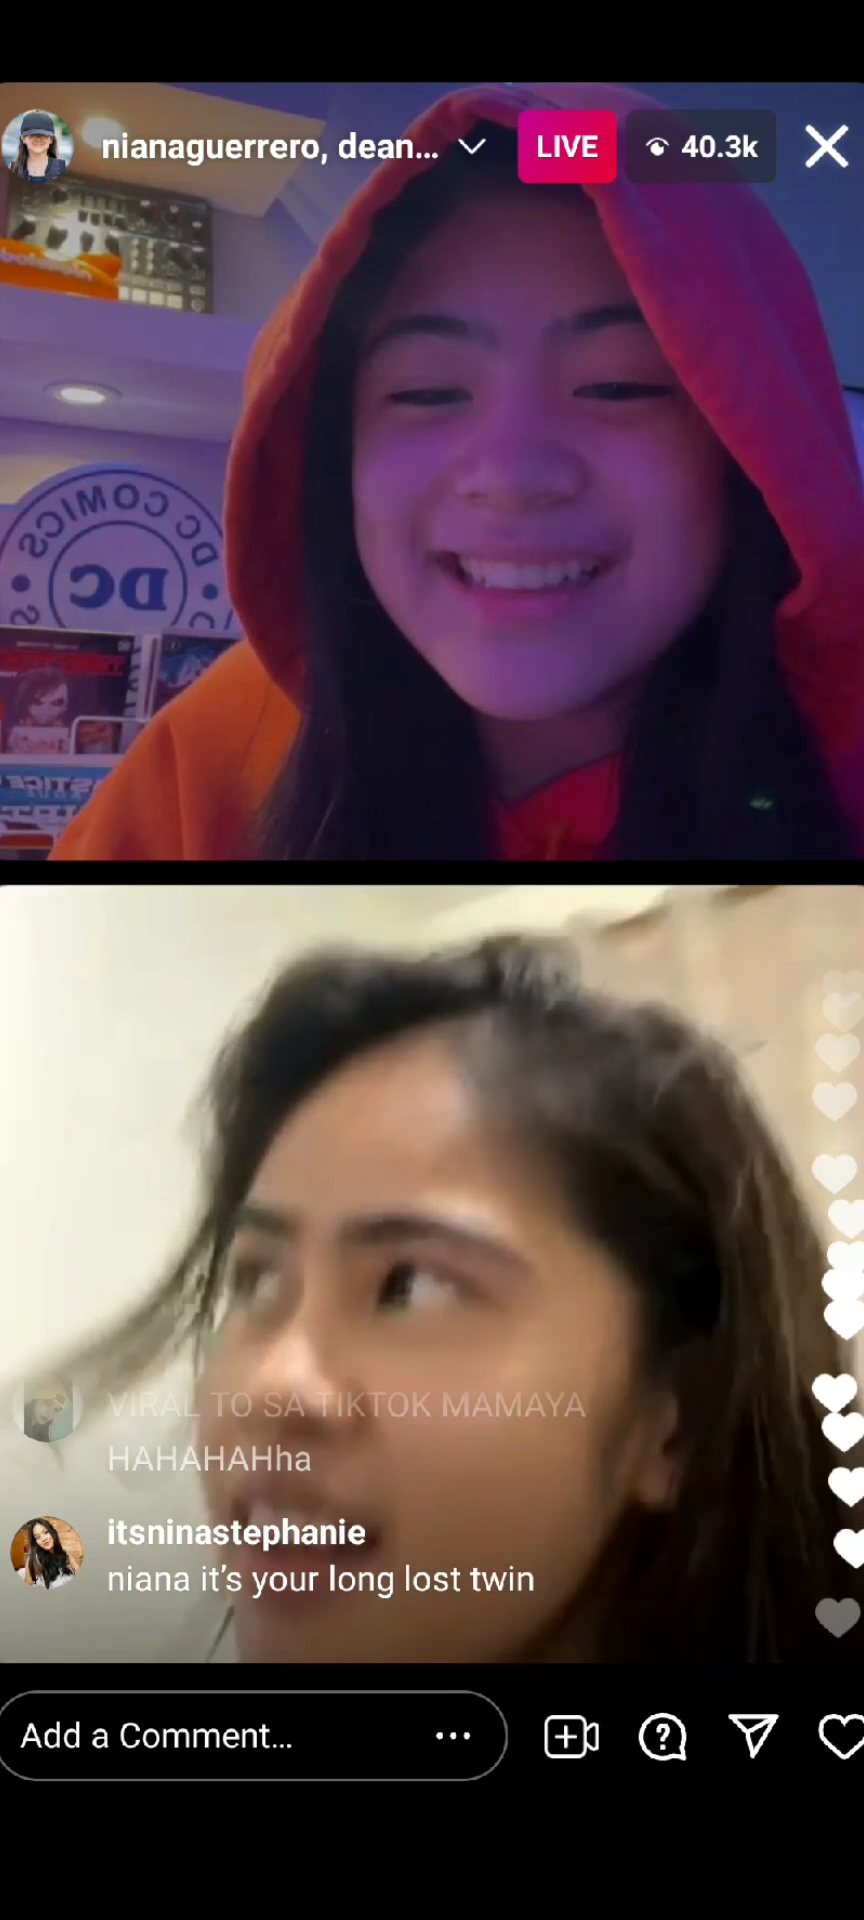 nianaguerrero, dean...
LIVE
40.3k
DC COMICS
DC
VIRAL TO SA TIKTOK MAMAYA
HAHAHAHha
itsninastephanie
niana it's your long lost twin
Add a Comment...